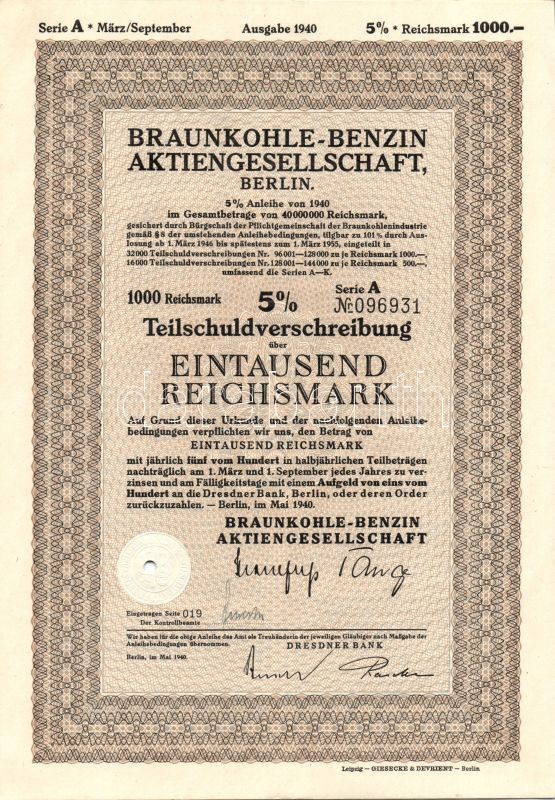 Serie A * März/September Ausgabe 1940 5% * Reichsmark 1000.—
BRAUNKOHLE-BENZIN
AKTIENGESELLSCHAFT,
BERLIN.
5% Anleihe von 1940
im Gesamtbetrage von 40000000 Reichsmark,
gesichert durch Bürgschaft der Pflichtgemeinschaft der Braunkohlenindustrie
gemäß § 8 der umstehenden Anleihebedingungen, tilgbar zu 101% durch Aus-
losung ab 1. März 1946 bis spätestens zum 1. März 1955, eingeteilt in
32000 Teilschuldverschreibungen Nr. 96001—128000 zu je Reichsmark 1000.—,
16000 Teilschuldverschreibungen Nr. 128001—144000 zu je Reichsmark 500.—,
umfassend die Serien A—K.
1000 Reichsmark 5% Serie A
№ 096931
Teilschuldverschreibung
über
EINTAUSEND
REICHSMARK
Auf Grund dieser Urkunde und der nachfolgenden Anleihe-
bedingungen verpflichten wir uns, den Betrag von
EINTAUSEND REICHSMARK
mit jährlich fünf vom Hundert in halbjährlichen Teilbeträgen
nachträglich am 1. März und 1. September jedes Jahres zu ver-
zinsen und am Fälligkeitstage mit einem Aufgeld von eins vom
Hundert an die Dresdner Bank, Berlin, oder deren Order
zurückzuzahlen. — Berlin, im Mai 1940.
BRAUNKOHLE-BENZIN
AKTIENGESELLSCHAFT
Eingetragen Seite 019
Der Kontrollbeamte
Wir haben für die obige Anleihe das Amt als Treuhänderin der jeweiligen Gläubiger nach Maßgabe der
Anleihebedingungen übernommen. DRESDNER BANK
Berlin, im Mai 1940.
Leipzig — GIESECKE & DEVRIENT — Berlin